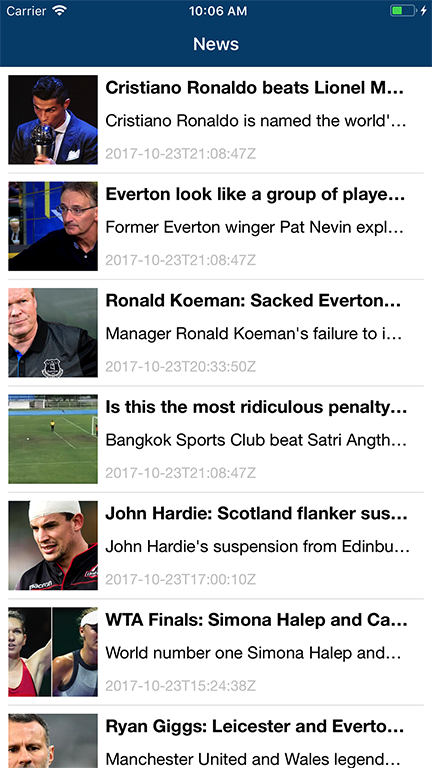 Carrier 10:06 AM
News
Cristiano Ronaldo beats Lionel M...
Cristiano Ronaldo is named the world'...
2017-10-23T21:08:47Z
Everton look like a group of playe...
Former Everton winger Pat Nevin expl...
2017-10-23T21:08:47Z
Ronald Koeman: Sacked Everton...
Manager Ronald Koeman's failure to i...
2017-10-23T20:33:50Z
Is this the most ridiculous penalty...
Bangkok Sports Club beat Satri Angth...
2017-10-23T21:08:47Z
John Hardie: Scotland flanker sus...
John Hardie's suspension from Edinbu...
macron
2017-10-23T17:00:10Z
WTA Finals: Simona Halep and Ca...
World number one Simona Halep and...
2017-10-23T15:24:38Z
Ryan Giggs: Leicester and Everto...
Manchester United and Wales legend...